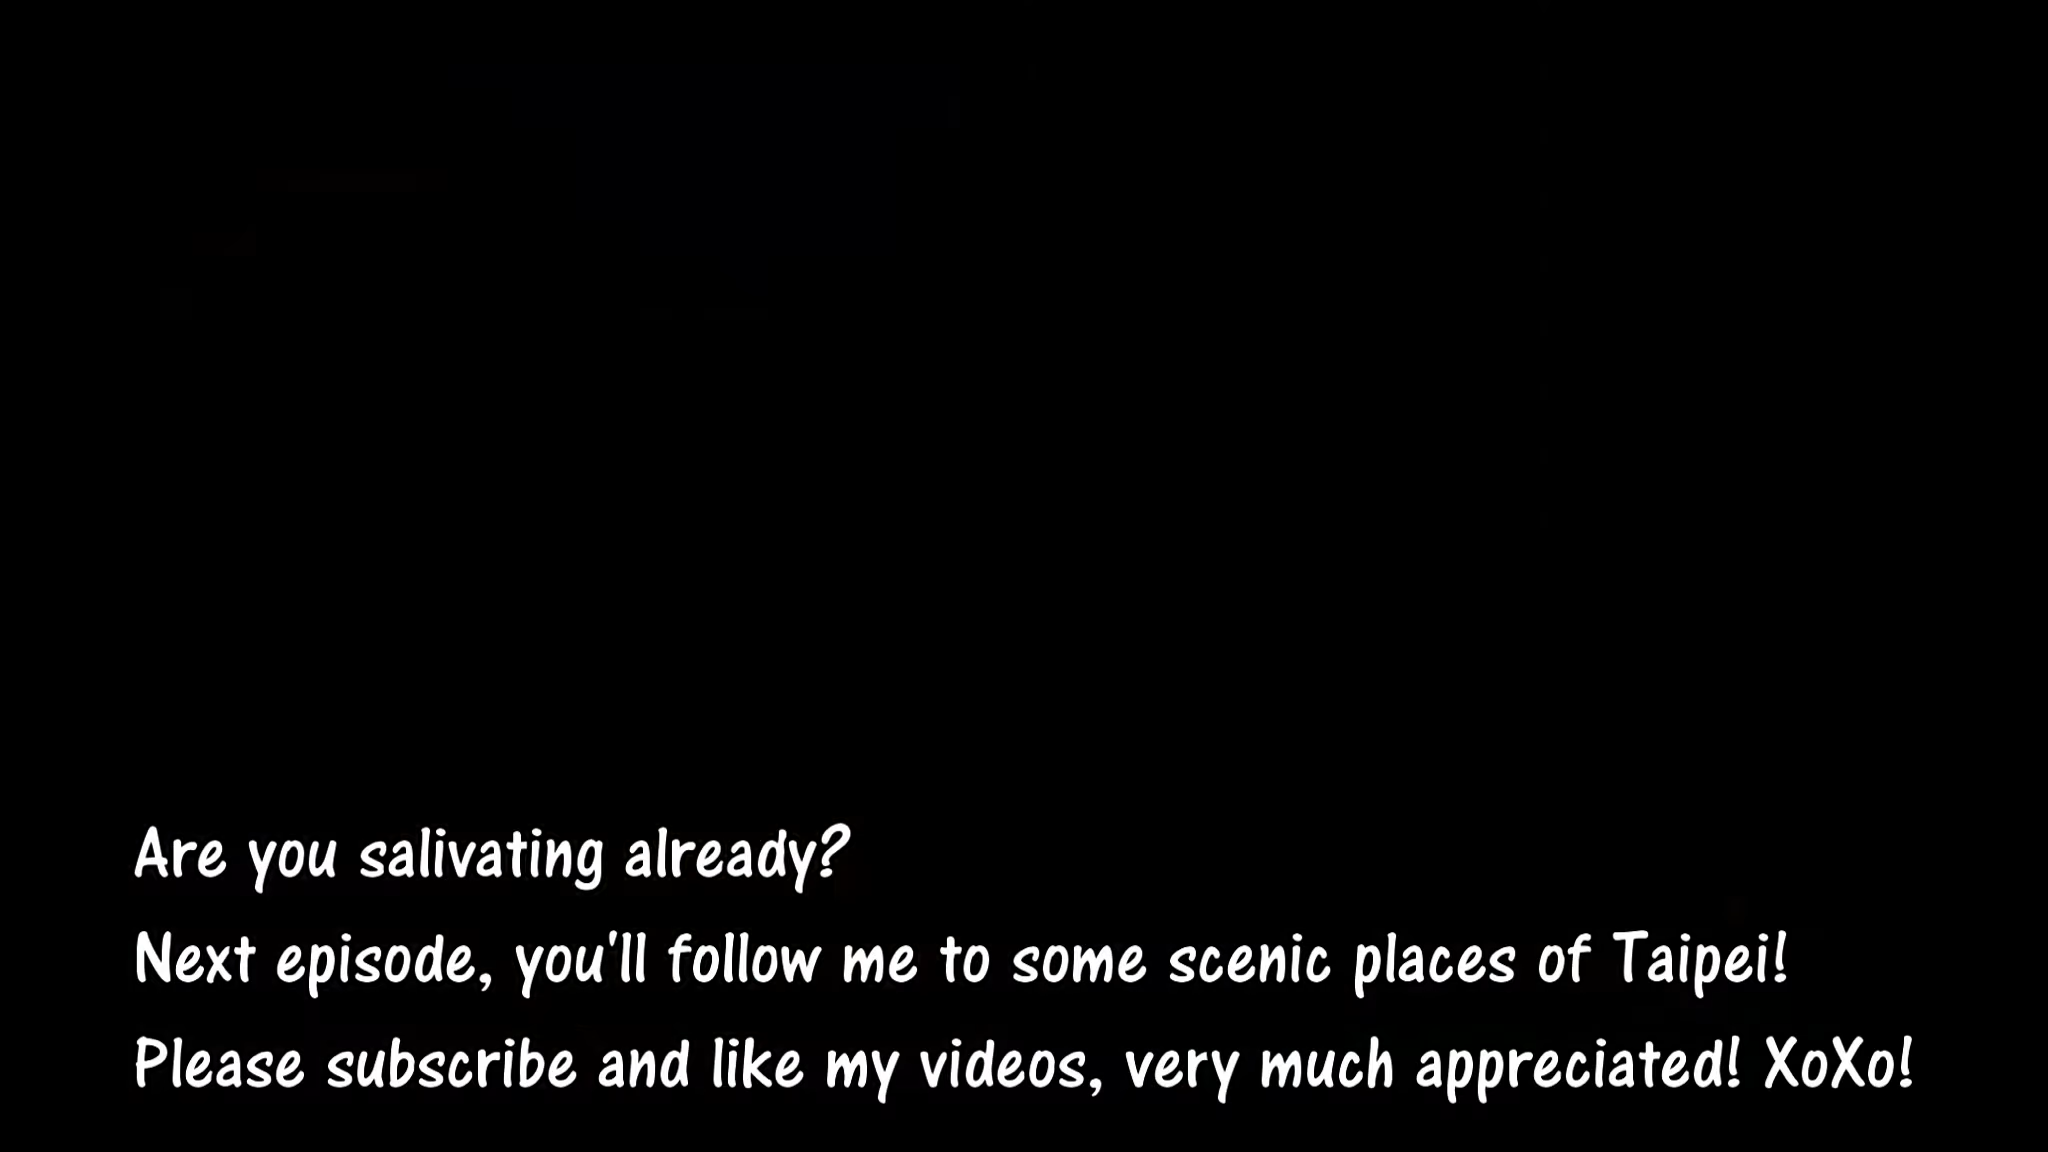 Are you salivating already?
Next episode, you'll follow me to some scenic places of Taipei!
Please subscribe and like my videos, very much appreciated! XoXo!